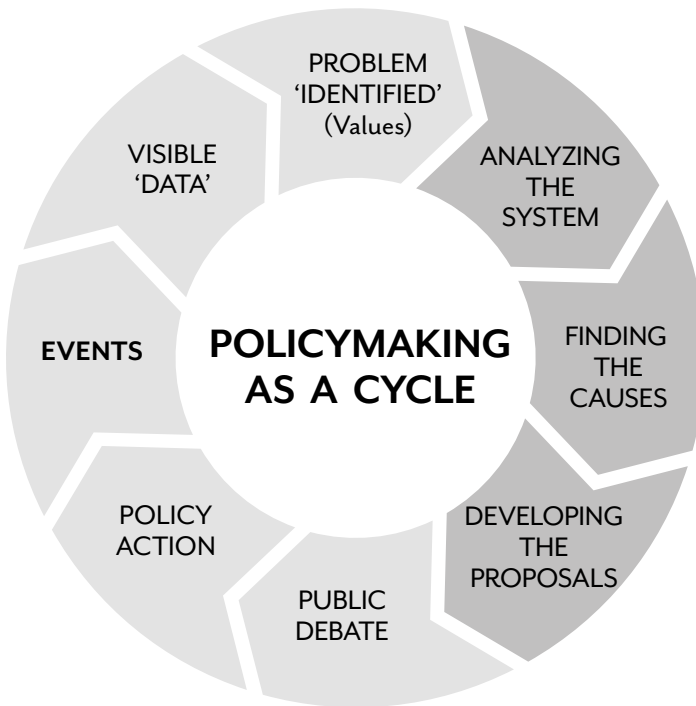 PROBLEM
‘IDENTIFIED’
(Values)
ANALYZING
THE
SYSTEM
FINDING
THE
CAUSES
DEVELOPING
THE
PROPOSALS
PUBLIC
DEBATE
POLICY
ACTION
EVENTS
VISIBLE
‘DATA’
POLICYMAKING
AS A CYCLE